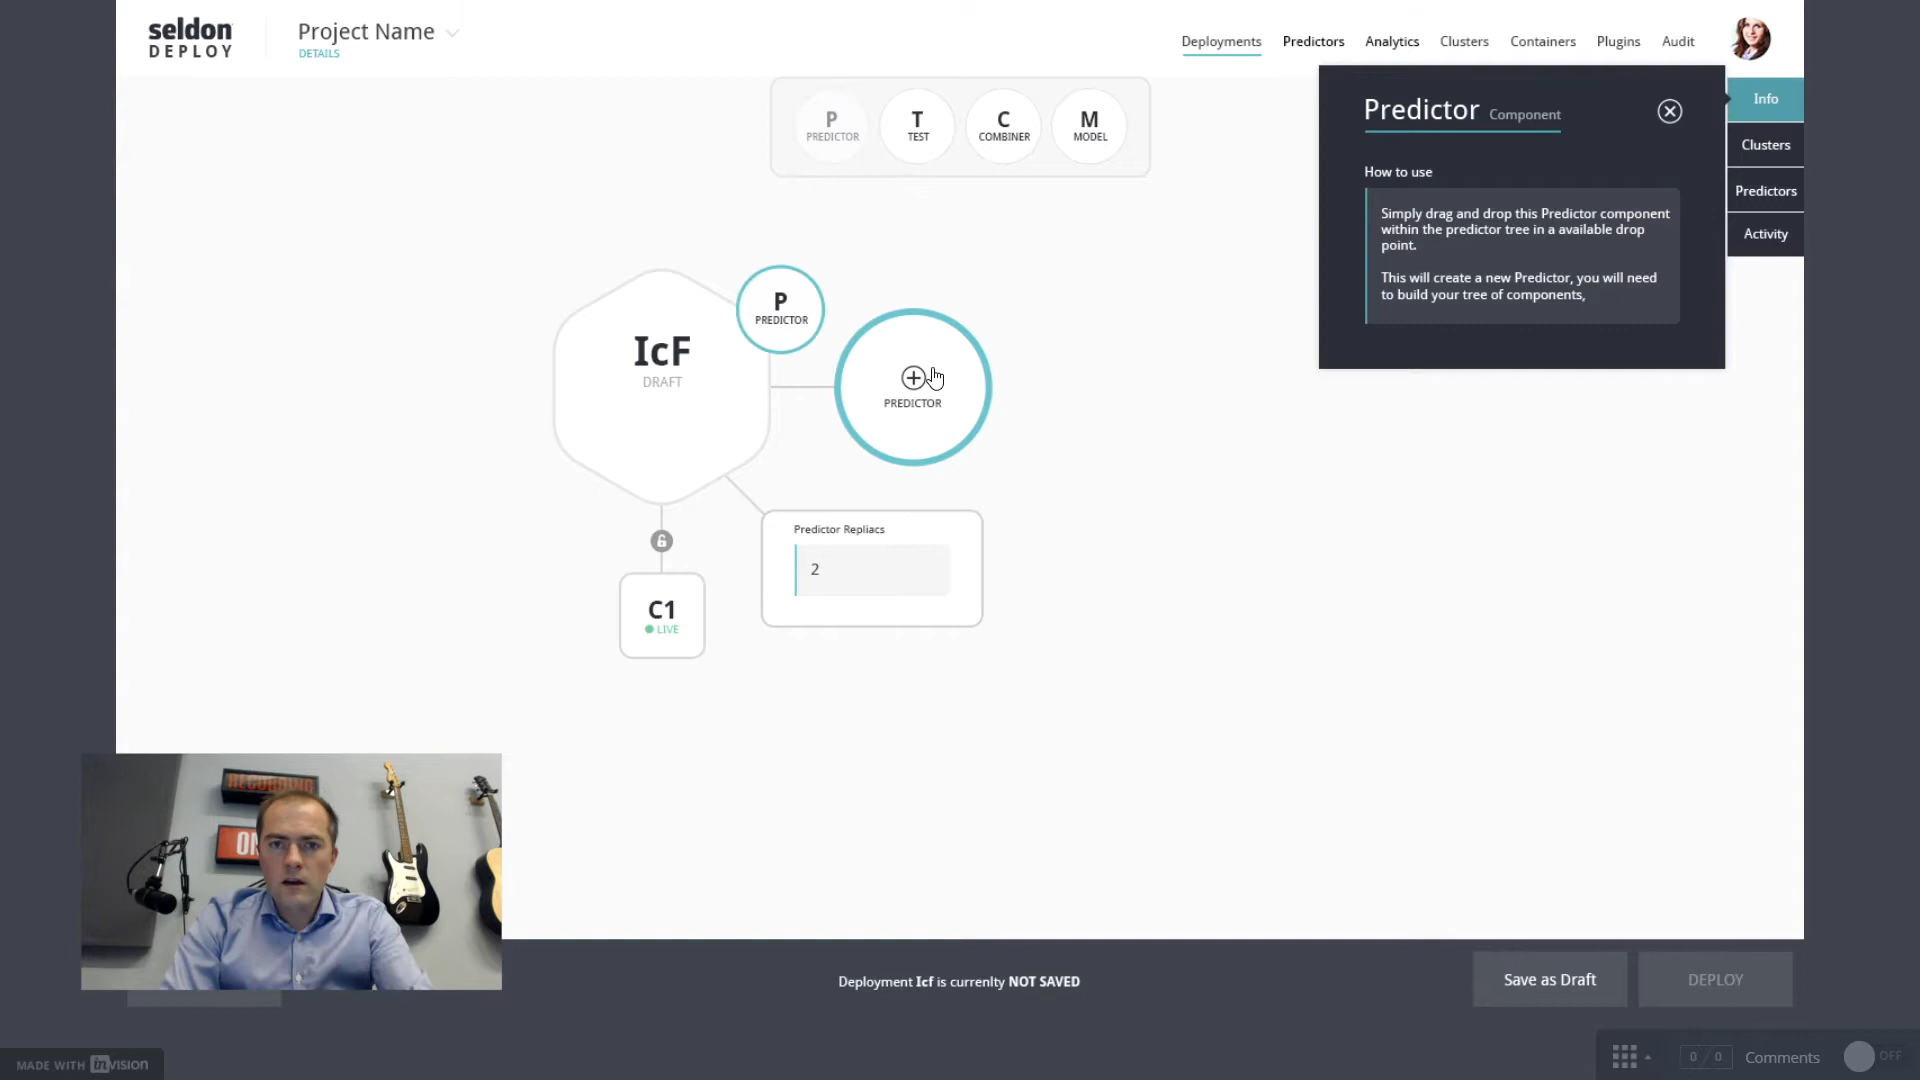 seldon
DEPLOY
Project Name
DETAILS
Deployments
Predictors
Analytics
Clusters
Containers
Plugins
Audit
P
PREDICTOR
T
TEST
C
COMBINER
M
MODEL
Predictor Component
How to use
Simply drag and drop this Predictor component
within the predictor tree in a available drop
point.
This will create a new Predictor, you will need
to build your tree of components,
Info
Clusters
Predictors
Activity
IcF
DRAFT
P
PREDICTOR
PREDICTOR
Predictor Repliacs
2
C1
LIVE
RECORDING
ON
Deployment Icf is currenlty NOT SAVED
Save as Draft
DEPLOY
MADE WITH invision
0 / 0
Comments
OFF